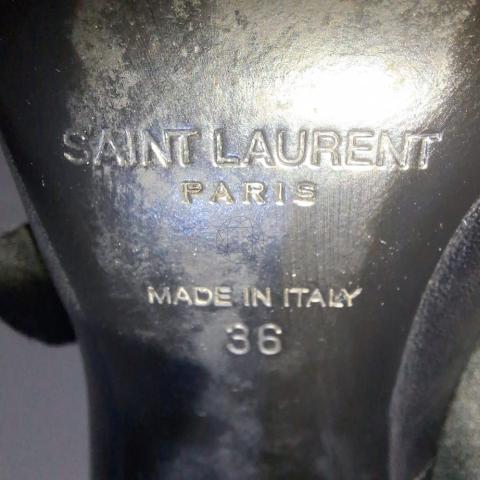 SAINT LAURENT
PARIS
MADE IN ITALY
36